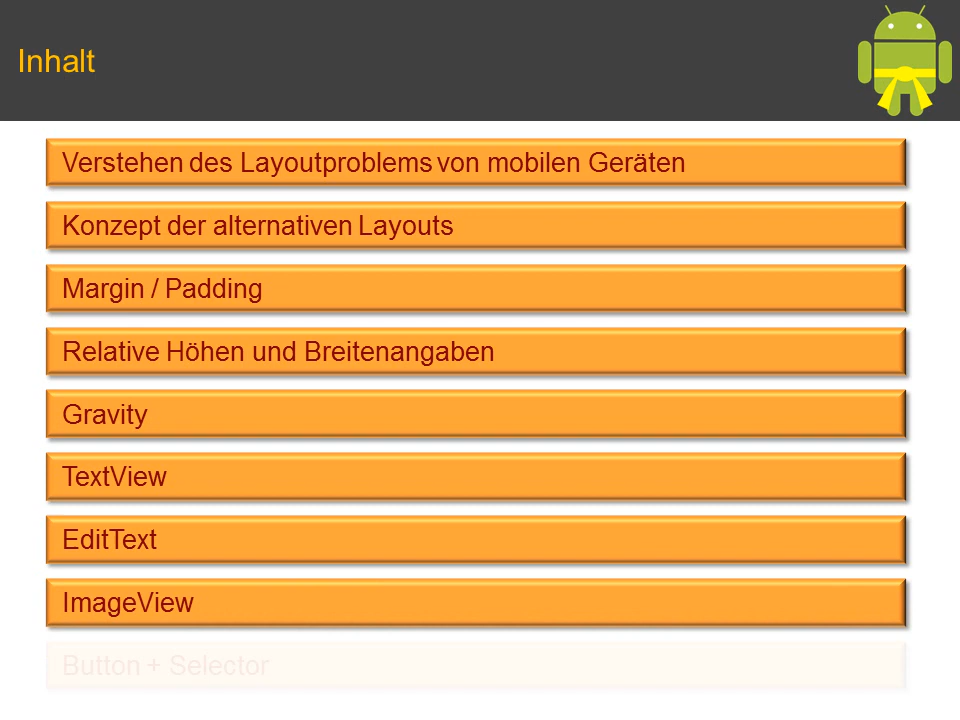 Inhalt
Verstehen des Layoutproblems von mobilen Geräten
Konzept der alternativen Layouts
Margin / Padding
Relative Höhen und Breitenangaben
Gravity
TextView
EditText
ImageView
Button + Selector